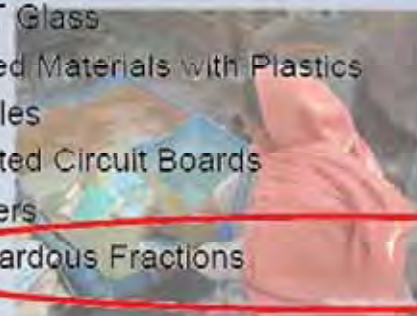 Glass
ed Materials with Plastics
les
ted Circuit Boards
ers
ardous Fractions